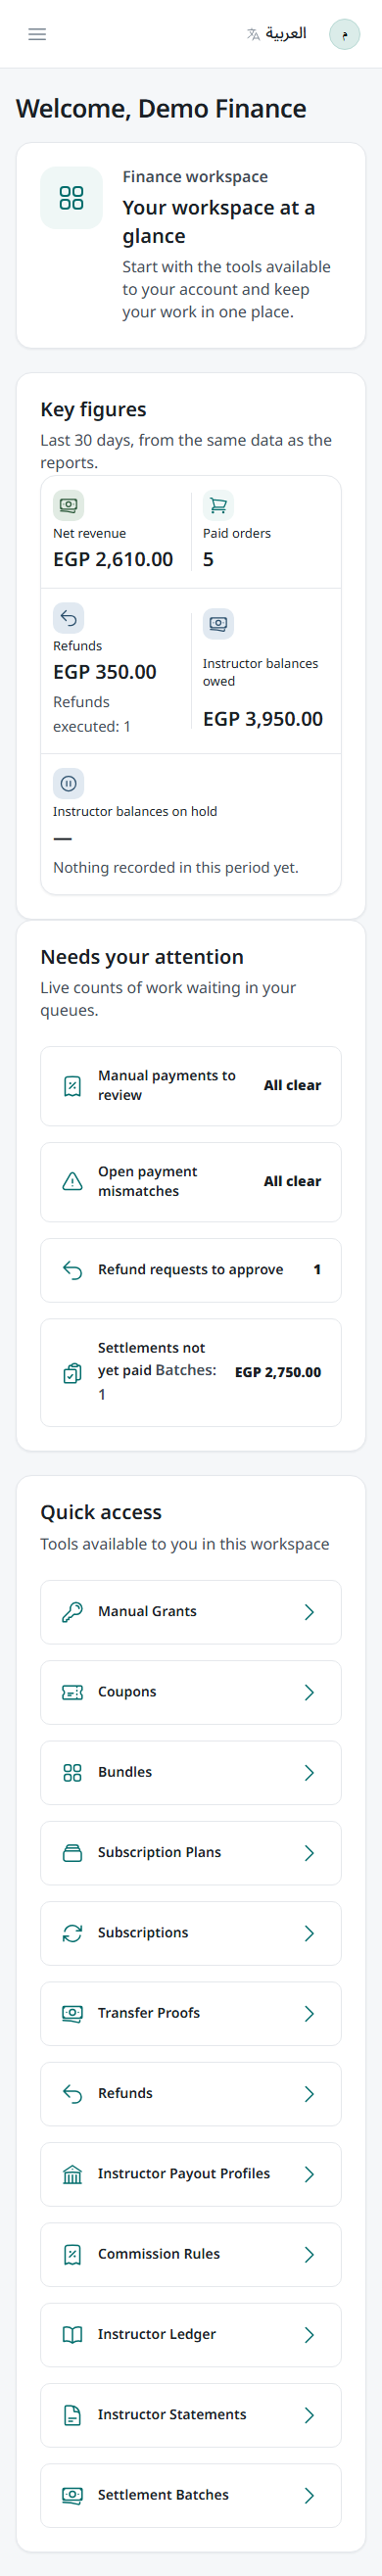 العربية
م
Welcome, Demo Finance
Finance workspace
Your workspace at a
glance
Start with the tools available
to your account and keep
your work in one place.
Key figures
Last 30 days, from the same data as the
reports.
Net revenue
EGP 2,610.00
Paid orders
5
Refunds
EGP 350.00
Refunds
executed: 1
Instructor balances
owed
EGP 3,950.00
Instructor balances on hold
—
Nothing recorded in this period yet.
Needs your attention
Live counts of work waiting in your
queues.
Manual payments to
review
All clear
Open payment
mismatches
All clear
Refund requests to approve
1
Settlements not
yet paid Batches:
1
EGP 2,750.00
Quick access
Tools available to you in this workspace
Manual Grants
Coupons
Bundles
Subscription Plans
Subscriptions
Transfer Proofs
Refunds
Instructor Payout Profiles
Commission Rules
Instructor Ledger
Instructor Statements
Settlement Batches